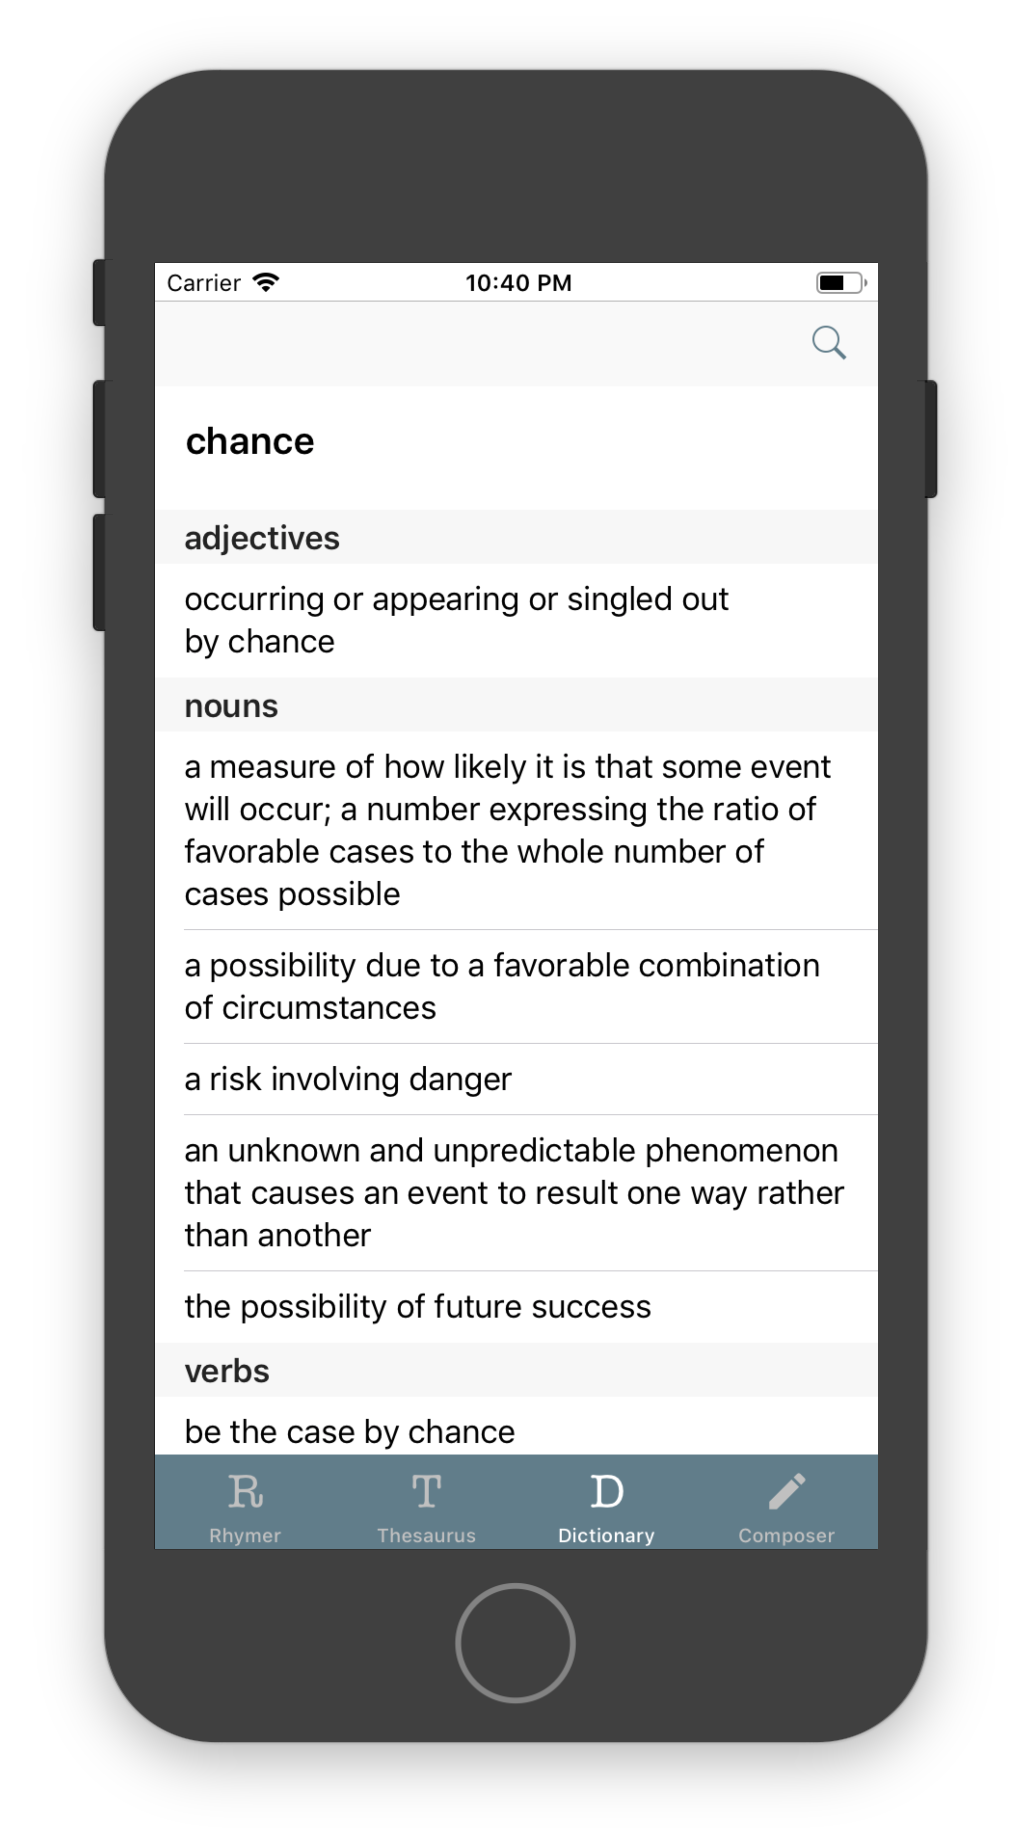 Carrier
10:40 PM
chance
adjectives
occurring or appearing or singled out
by chance
nouns
a measure of how likely it is that some event
will occur; a number expressing the ratio of
favorable cases to the whole number of
cases possible
a possibility due to a favorable combination
of circumstances
a risk involving danger
an unknown and unpredictable phenomenon
that causes an event to result one way rather
than another
the possibility of future success
verbs
be the case by chance
R
T
D
Rhymer
Thesaurus
Dictionary
Composer